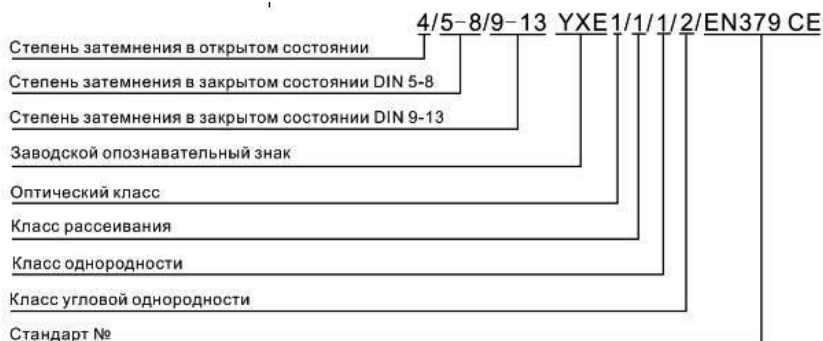 4/5-8/9-13 YXE1/1/1/2/EN379 CE
Степень затемнения в открытом состоянии
Степень затемнения в закрытом состоянии DIN 5-8
Степень затемнения в закрытом состоянии DIN 9-13
Заводской опознавательный знак
Оптический класс
Класс рассеивания
Класс однородности
Класс угловой однородности
Стандарт №